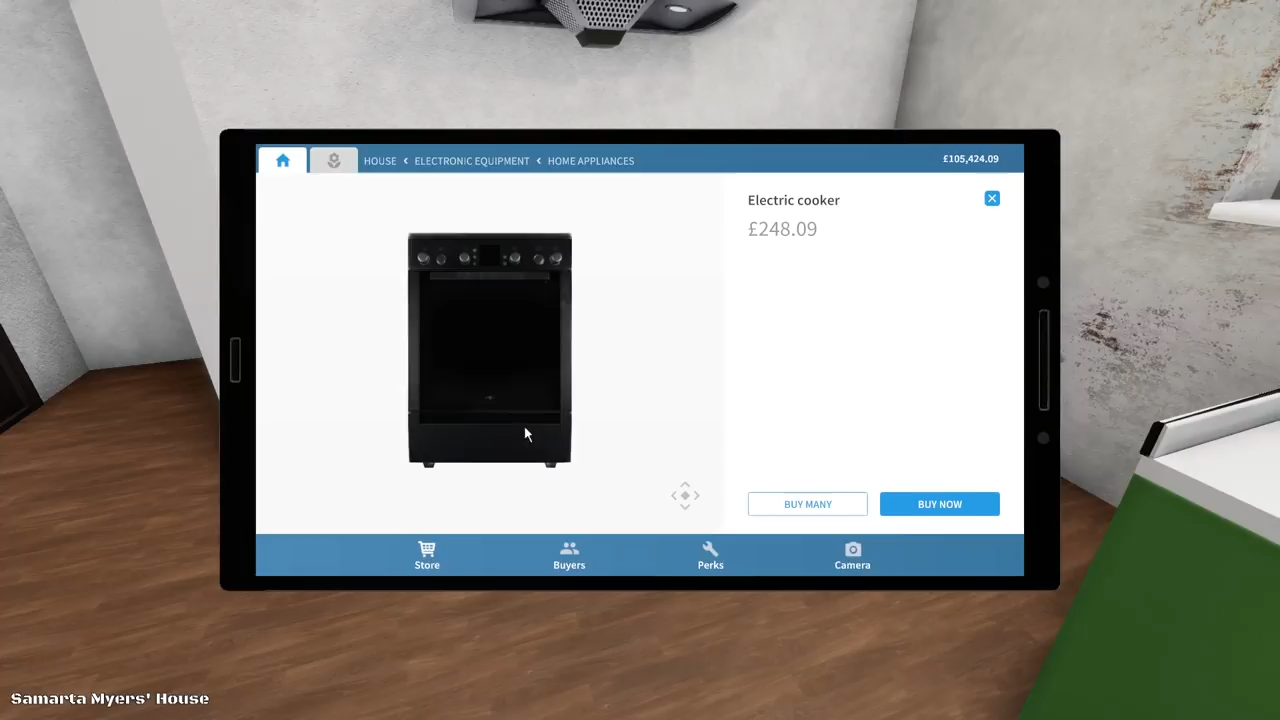 HOUSE < ELECTRONIC EQUIPMENT < HOME APPLIANCES
£105,424.09
Electric cooker
£248.09
BUY MANY
BUY NOW
Store
Buyers
Perks
Camera
Samarta Myers' House